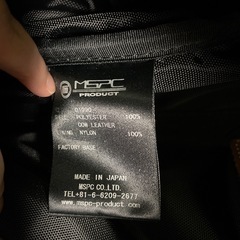 MSPC
PRODUCT
POLYESTER 100%
COW LEATHER
NYLON 100%
FACTORY BASE
MADE IN JAPAN
MSPC CO.LTD.
TEL+81-6-6209-2677
www.mspc-product.com